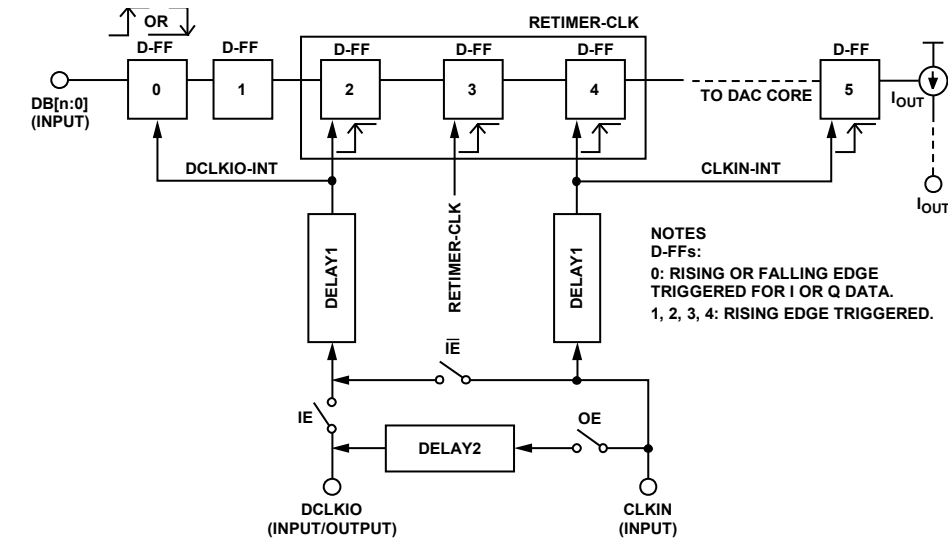 OR
RETIMER-CLK
D-FF D-FF D-FF D-FF D-FF D-FF
0 1 2 3 4 5
DB[n:0]
(INPUT)
TO DAC CORE
IOUT
DCLKIO-INT
CLKIN-INT
IOUT
DELAY1
RETIMER-CLK
DELAY1
NOTES
D-FFs:
0: RISING OR FALLING EDGE
TRIGGERED FOR I OR Q DATA.
1, 2, 3, 4: RISING EDGE TRIGGERED.
IE
IE
OE
DELAY2
DCLKIO
(INPUT/OUTPUT)
CLKIN
(INPUT)